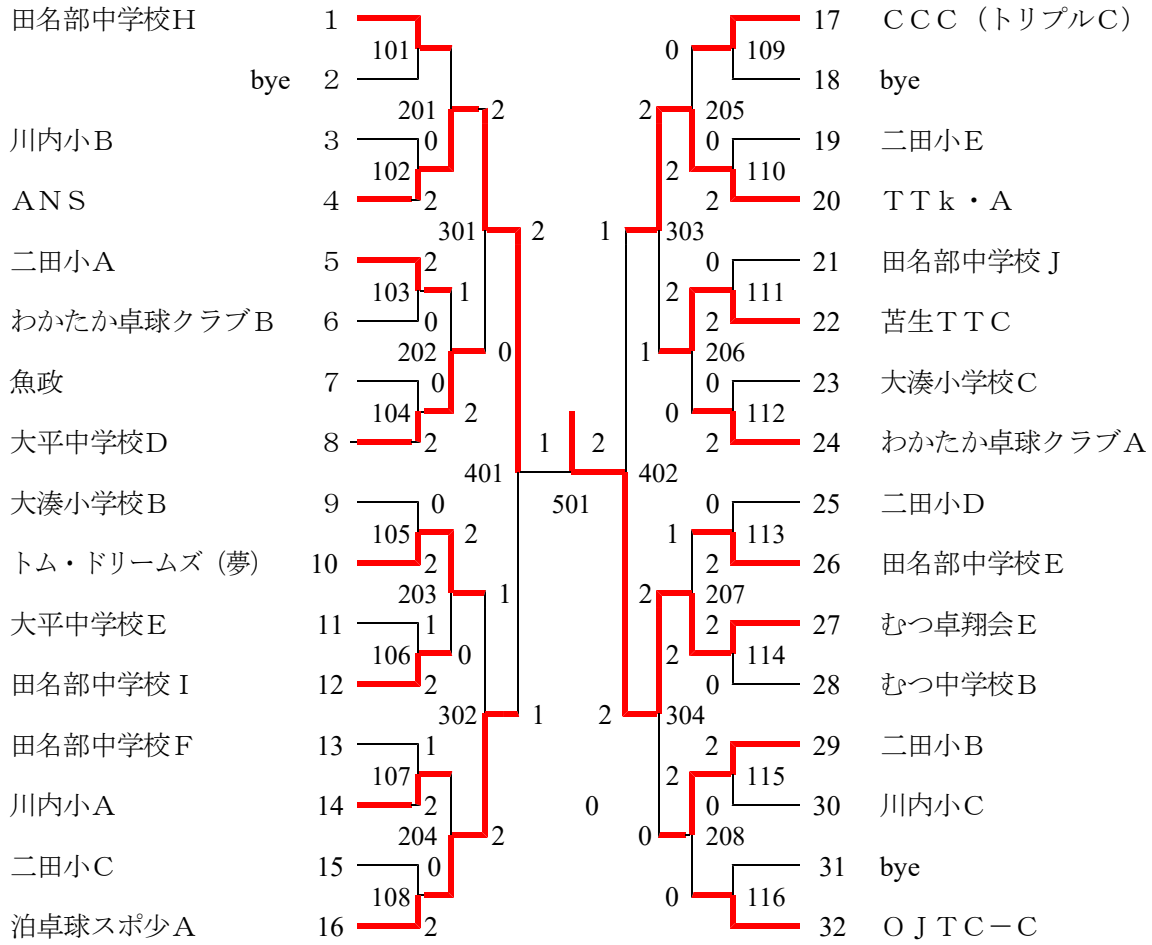 田名部中学校H 1 17 ＣＣＣ（トリプルＣ）
101 0 109
bye 2 18 bye
201 2 2 205
川内小Ｂ 3 0 0 19 二田小Ｅ
102 2 110
ＡＮＳ 4 2 2 20 ＴＴｋ・Ａ
301 2 1 303
二田小Ａ 5 2 0 21 田名部中学校Ｊ
103 1 2 111
わかたか卓球クラブＢ 6 0 2 22 苫生ＴＴＣ
202 0 1 206
魚政 7 0 0 23 大湊小学校Ｃ
104 2 0 112
大平中学校Ｄ 8 2 1 2 2 24 わかたか卓球クラブＡ
401 402
大湊小学校Ｂ 9 0 501 0 25 二田小Ｄ
105 2 1 113
トム・ドリームズ（夢） 10 2 2 26 田名部中学校Ｅ
203 1 2 207
大平中学校Ｅ 11 1 2 27 むつ卓翔会Ｅ
106 0 2 114
田名部中学校Ｉ 12 2 0 28 むつ中学校Ｂ
302 1 2 304
田名部中学校Ｆ 13 1 2 29 二田小Ｂ
107 2 115
川内小Ａ 14 2 0 0 30 川内小Ｃ
204 2 0 208
二田小Ｃ 15 0 31 bye
108 0 116
泊卓球スポ少Ａ 16 2 32 ＯＪＴＣ－Ｃ